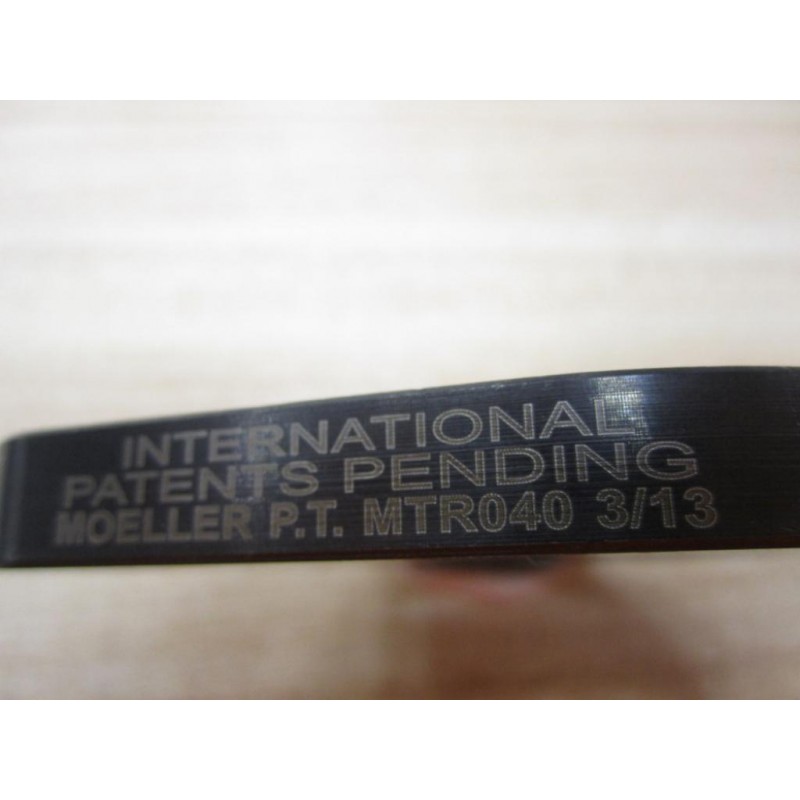 INTERNATIONAL
PATENTS PENDING
MOELLER P.T. MTR040 3/13